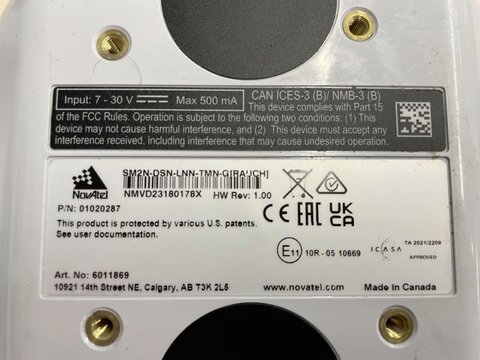 Input: 7 - 30 V Max 500 mA
CAN ICES-3 (B)/ NMB-3 (B)
This device complies with Part 15
of the FCC Rules. Operation is subject to the following two conditions: (1) This
device may not cause harmful interference, and (2) This device must accept any
interference received, including interference that may cause undesired operation.
NovAtel
SM2N-DSN-LNN-TMN-G[RA'JCH]
NMVD23180178X HW Rev: 1.00
P/N: 01020287
This product is protected by various U.S. patents.
See user documentation.
CE EAC UK CA
E11 10R - 05 10669
ICASA TA 2021/2209
APPROVED
Art. No: 6011869
10921 14th Street NE, Calgary, AB T3K 2L5 www.novatel.com Made In Canada